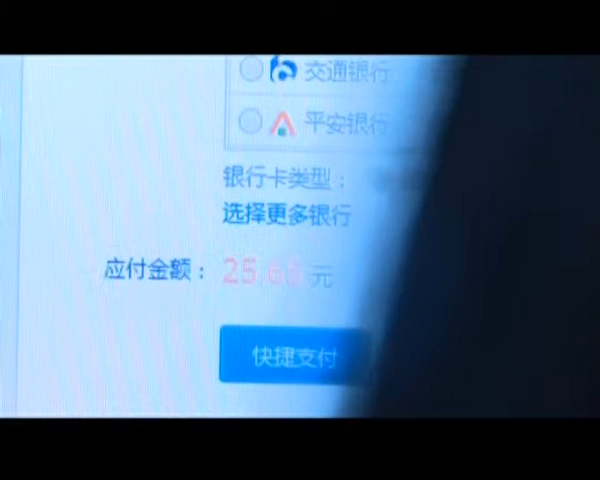 交通银行
平安银行
银行卡类型：
选择更多银行
应付金额： 元
快捷支付